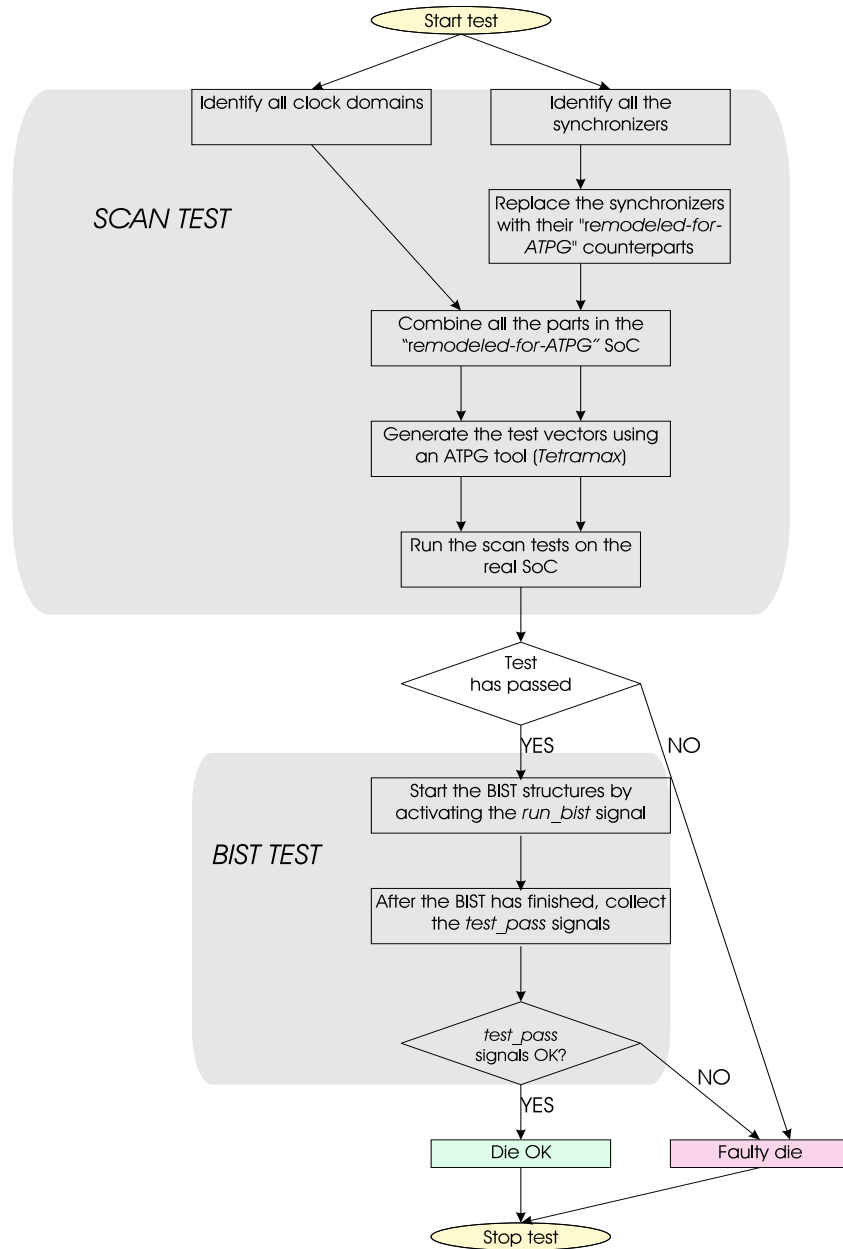 Start test
Identify all clock domains
Identify all the
synchronizers
SCAN TEST
Replace the synchronizers
with their "remodeled-for-
ATPG" counterparts
Combine all the parts in the
“remodeled-for-ATPG” SoC
Generate the test vectors using
an ATPG tool (Tetramax)
Run the scan tests on the
real SoC
Test
has passed
YES
NO
Start the BIST structures by
activating the run_bist signal
BIST TEST
After the BIST has finished, collect
the test_pass signals
test_pass
signals OK?
NO
YES
Die OK
Faulty die
Stop test